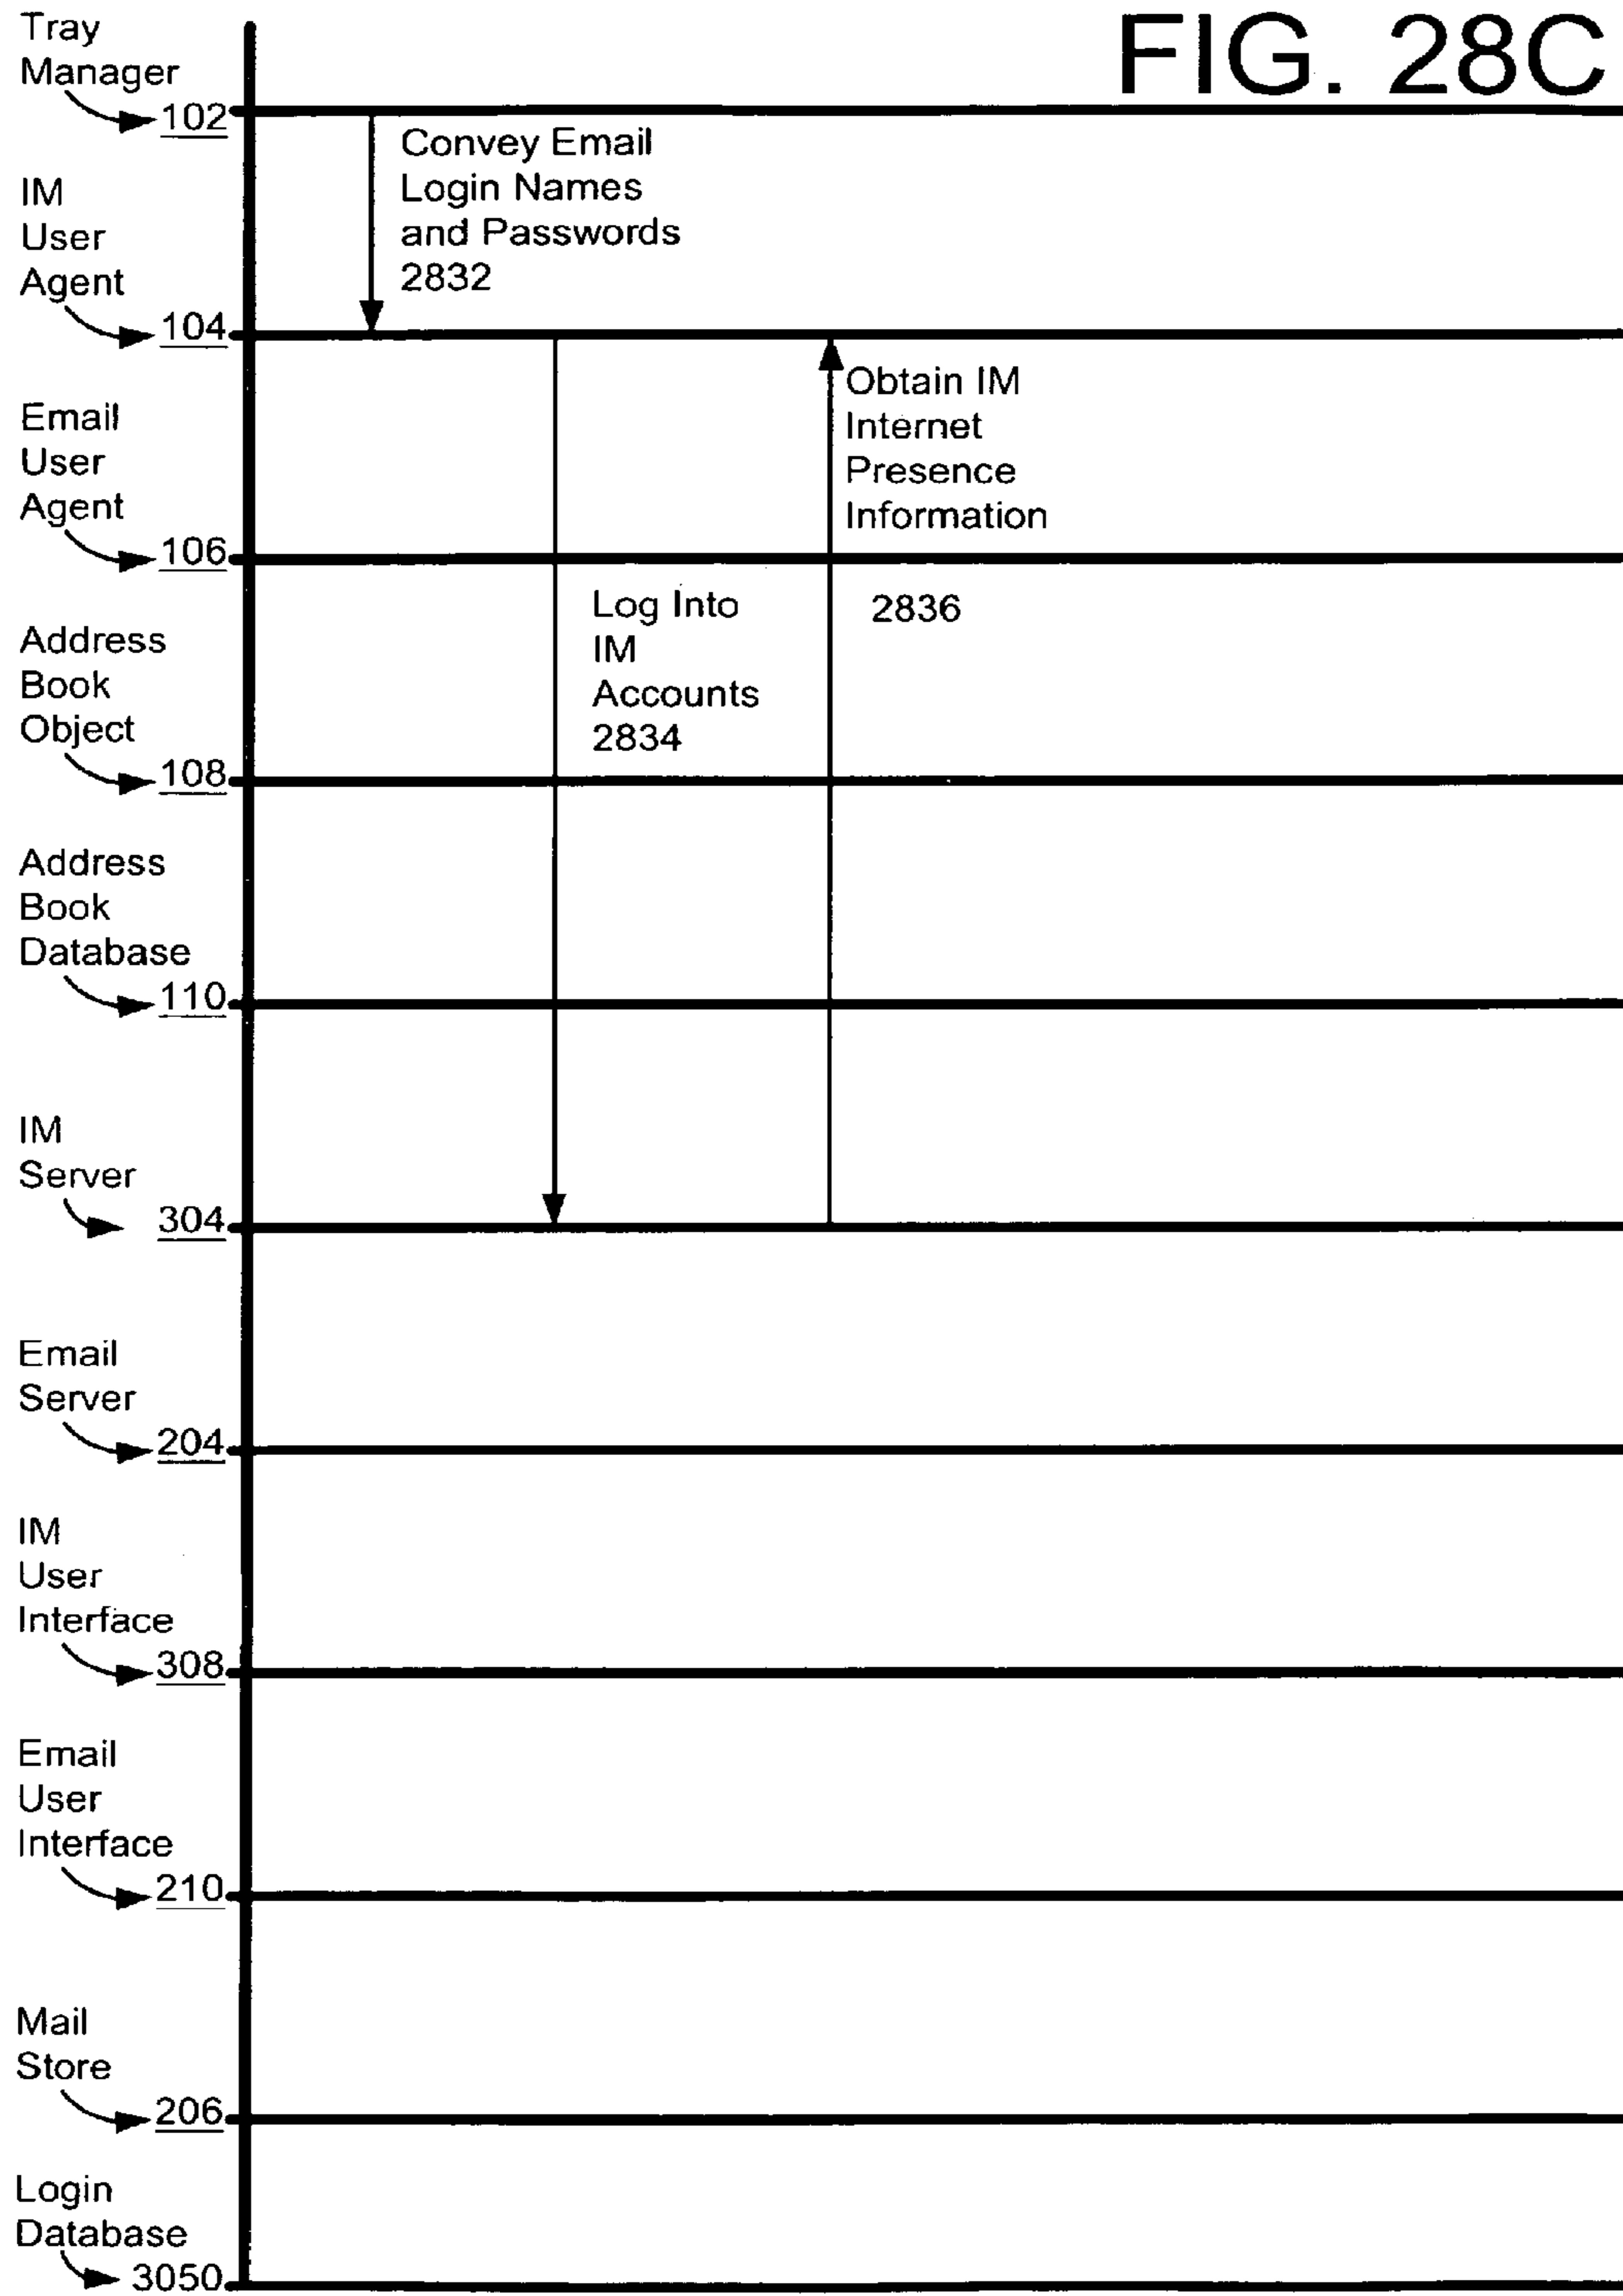 FIG. 28C
Tray
Manager
102
Convey Email
Login Names
and Passwords
2832
IM
User
Agent
104
Obtain IM
Internet
Presence
Information
2836
Email
User
Agent
106
Log Into
IM
Accounts
2834
Address
Book
Object
108
Address
Book
Database
110
IM
Server
304
Email
Server
204
IM
User
Interface
308
Email
User
Interface
210
Mail
Store
206
Login
Database
3050